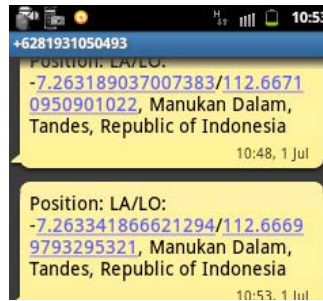 H
10:53
+6281931050493
Position: LA/LO:
-7.263189037007383/112.6671
0950901022, Manukan Dalam,
Tandes, Republic of Indonesia
10:48, 1 Jul
Position: LA/LO:
-7.263341866621294/112.6669
9793295321, Manukan Dalam,
Tandes, Republic of Indonesia
10:53, 1 Jul